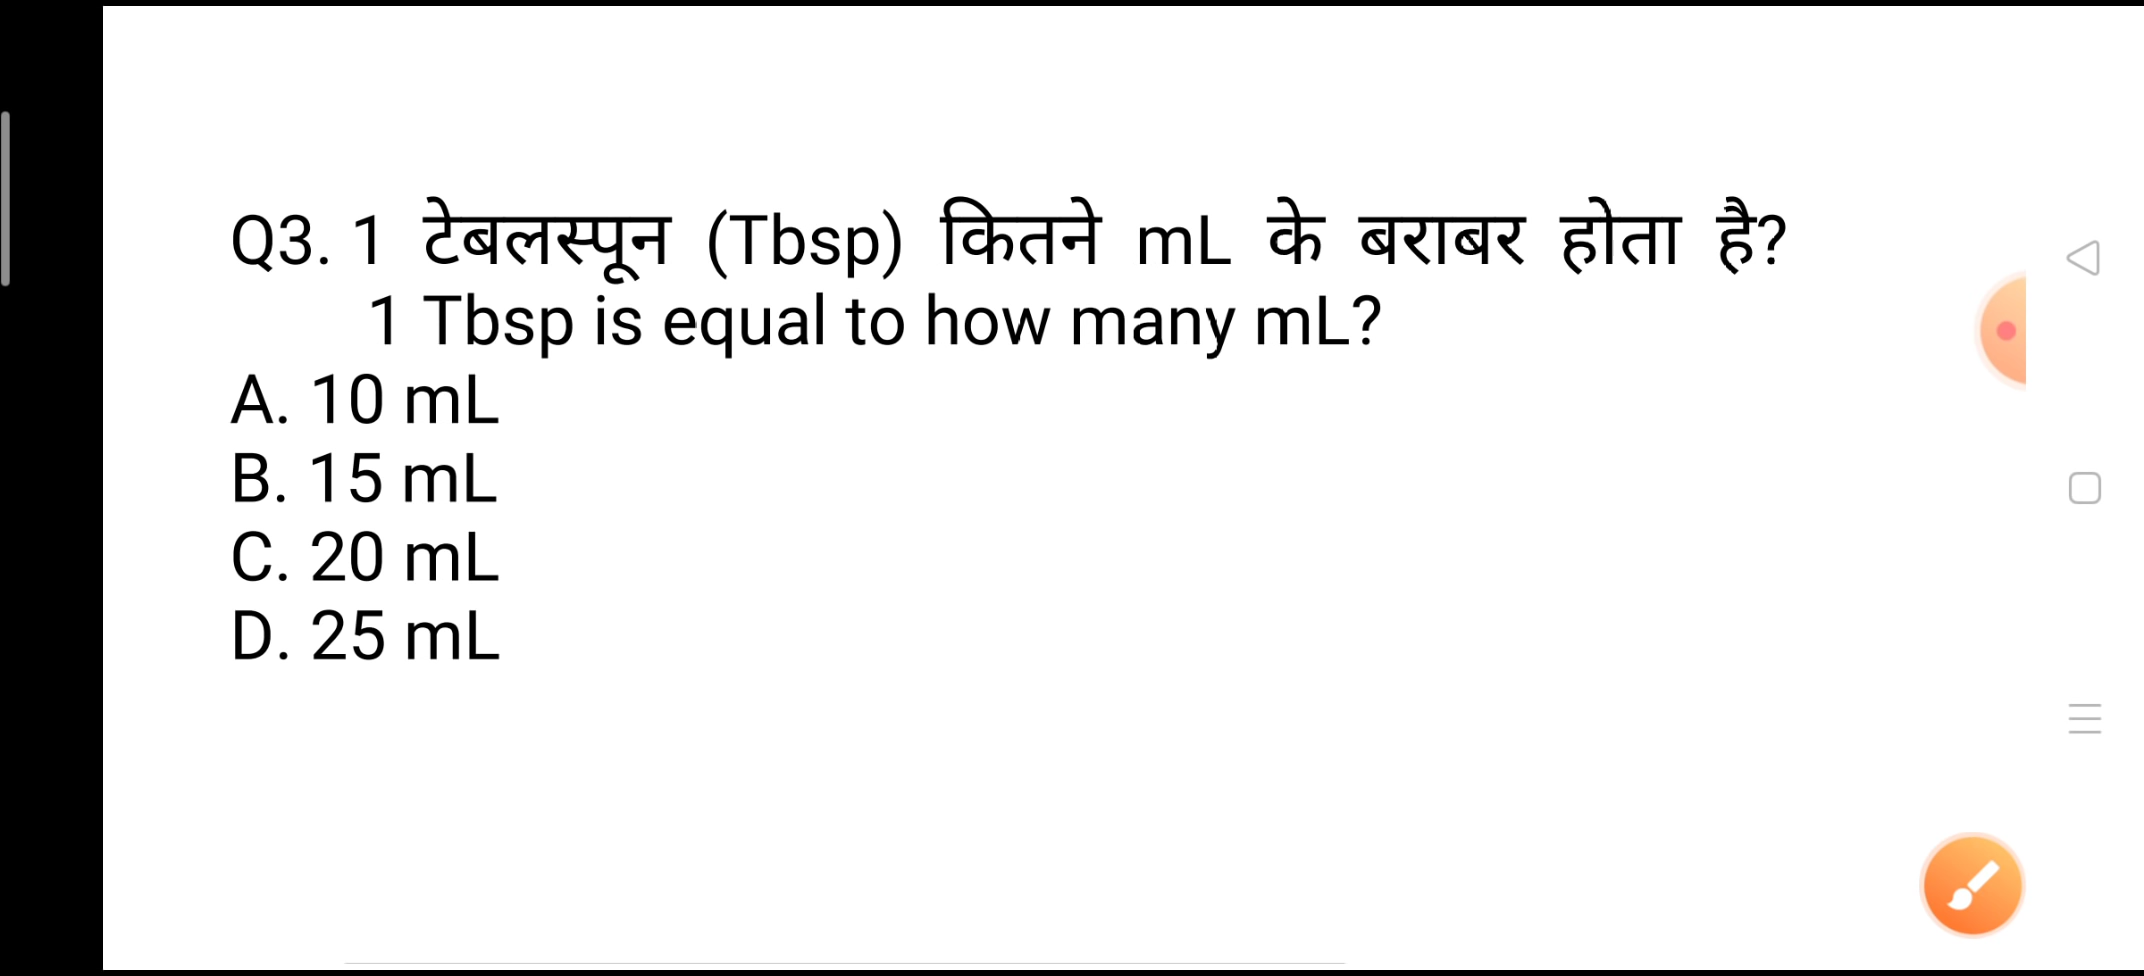 Q3. 1 टेबलस्पून (Tbsp) कितने mL के बराबर होता है?
1 Tbsp is equal to how many mL?
A. 10 mL
B. 15 mL
C. 20 mL
D. 25 mL